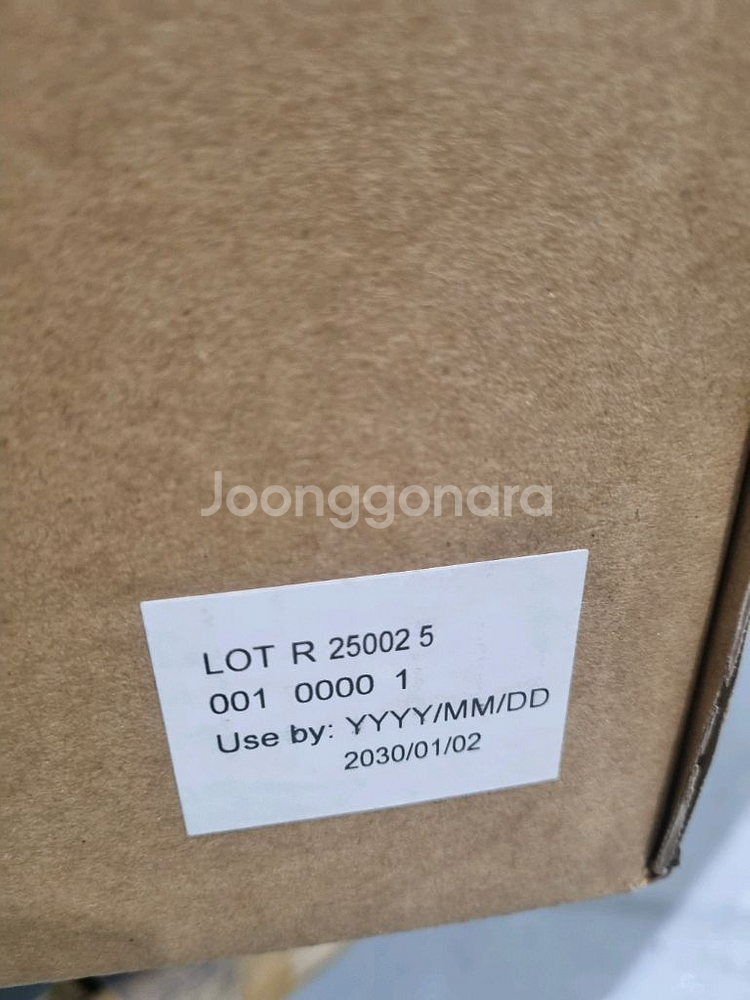 Joonggonara
LOT R 25002 5
001 0000 1
Use by: YYYY/MM/DD
2030/01/02